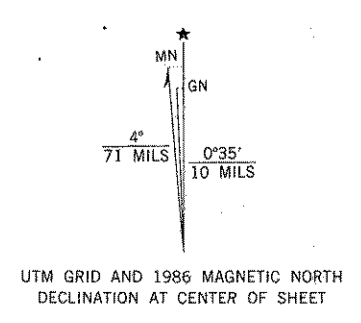 MN
GN
4°
71 MILS
0°35'
10 MILS
UTM GRID AND 1986 MAGNETIC NORTH
DECLINATION AT CENTER OF SHEET